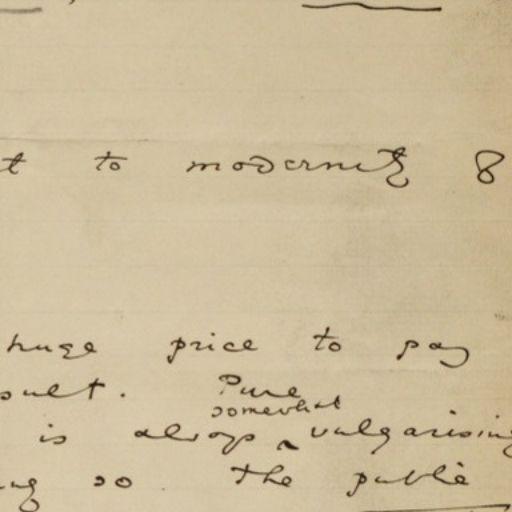 t to modernity 8
huge price to pay
sult. Pure
somewhat
is always ^ vulgarising
ng so. The public